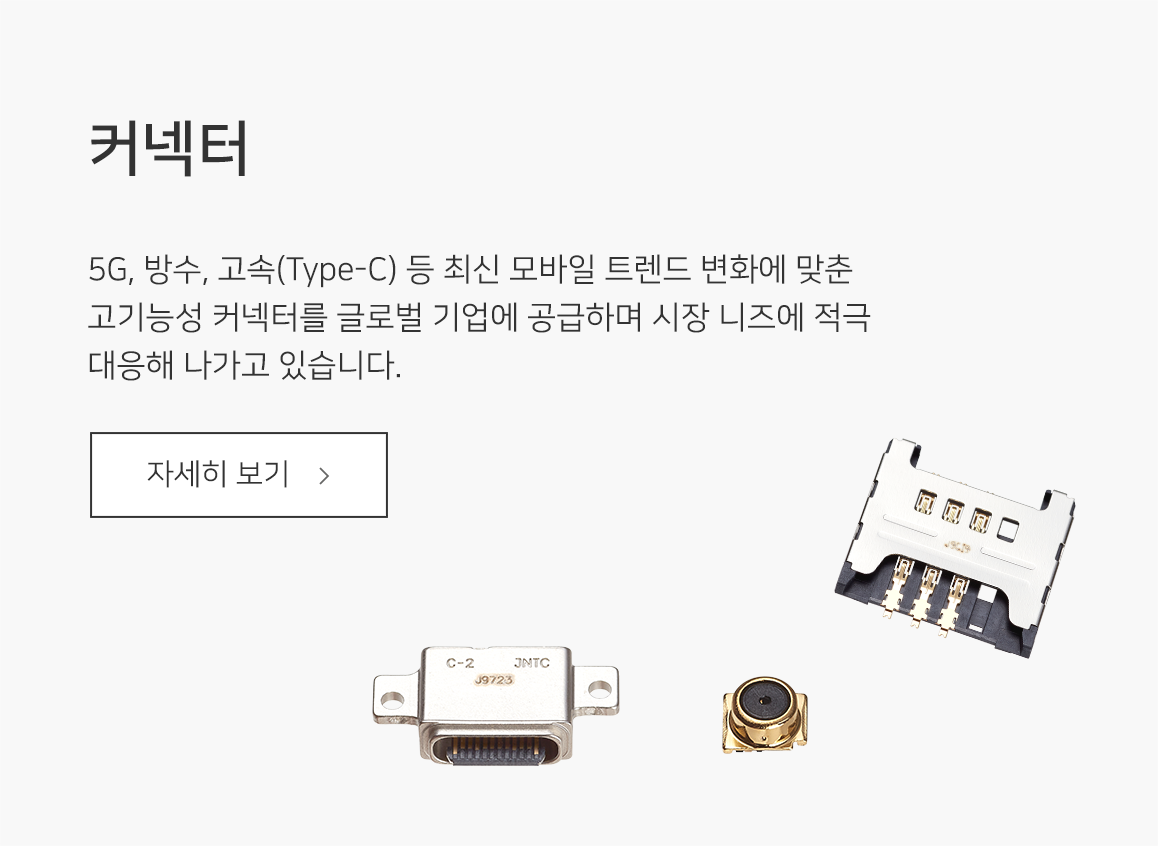 커넥터
5G, 방수, 고속(Type-C) 등 최신 모바일 트렌드 변화에 맞춘
고기능성 커넥터를 글로벌 기업에 공급하며 시장 니즈에 적극
대응해 나가고 있습니다.
자세히 보기
C-2 JNTC
J9723